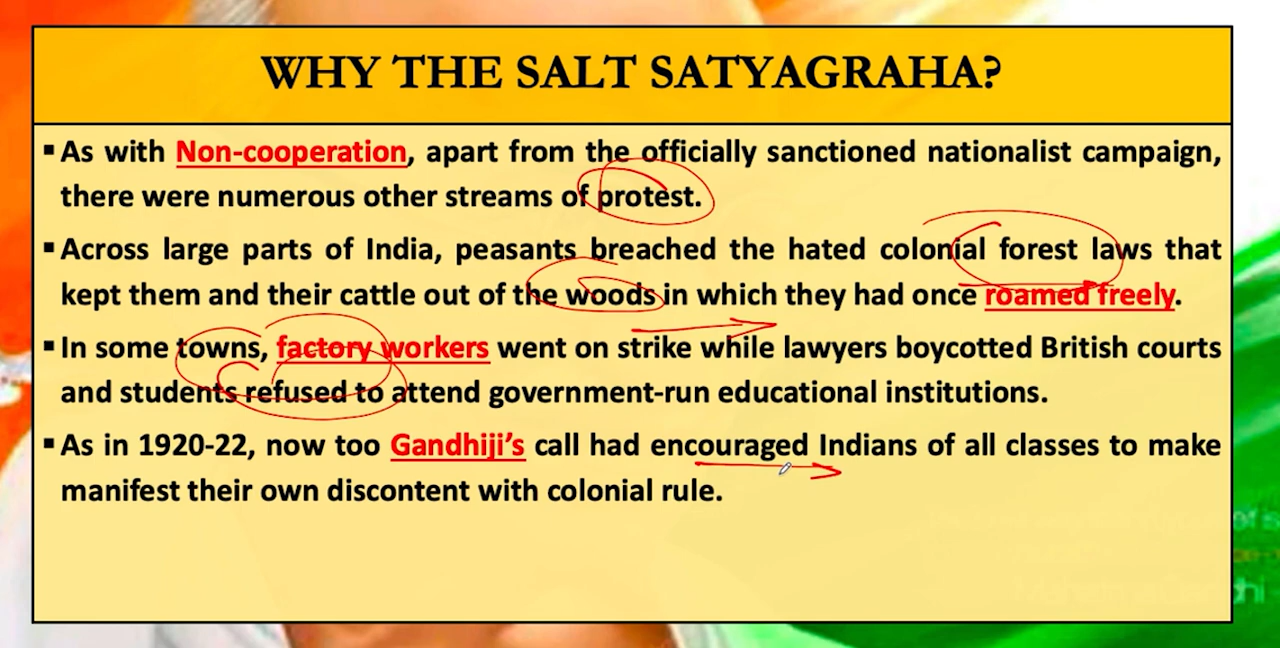 WHY THE SALT SATYAGRAHA?
▪ As with Non-cooperation, apart from the officially sanctioned nationalist campaign,
there were numerous other streams of protest.
▪ Across large parts of India, peasants breached the hated colonial forest laws that
kept them and their cattle out of the woods in which they had once roamed freely.
▪ In some towns, factory workers went on strike while lawyers boycotted British courts
and students refused to attend government-run educational institutions.
▪ As in 1920-22, now too Gandhiji’s call had encouraged Indians of all classes to make
manifest their own discontent with colonial rule.